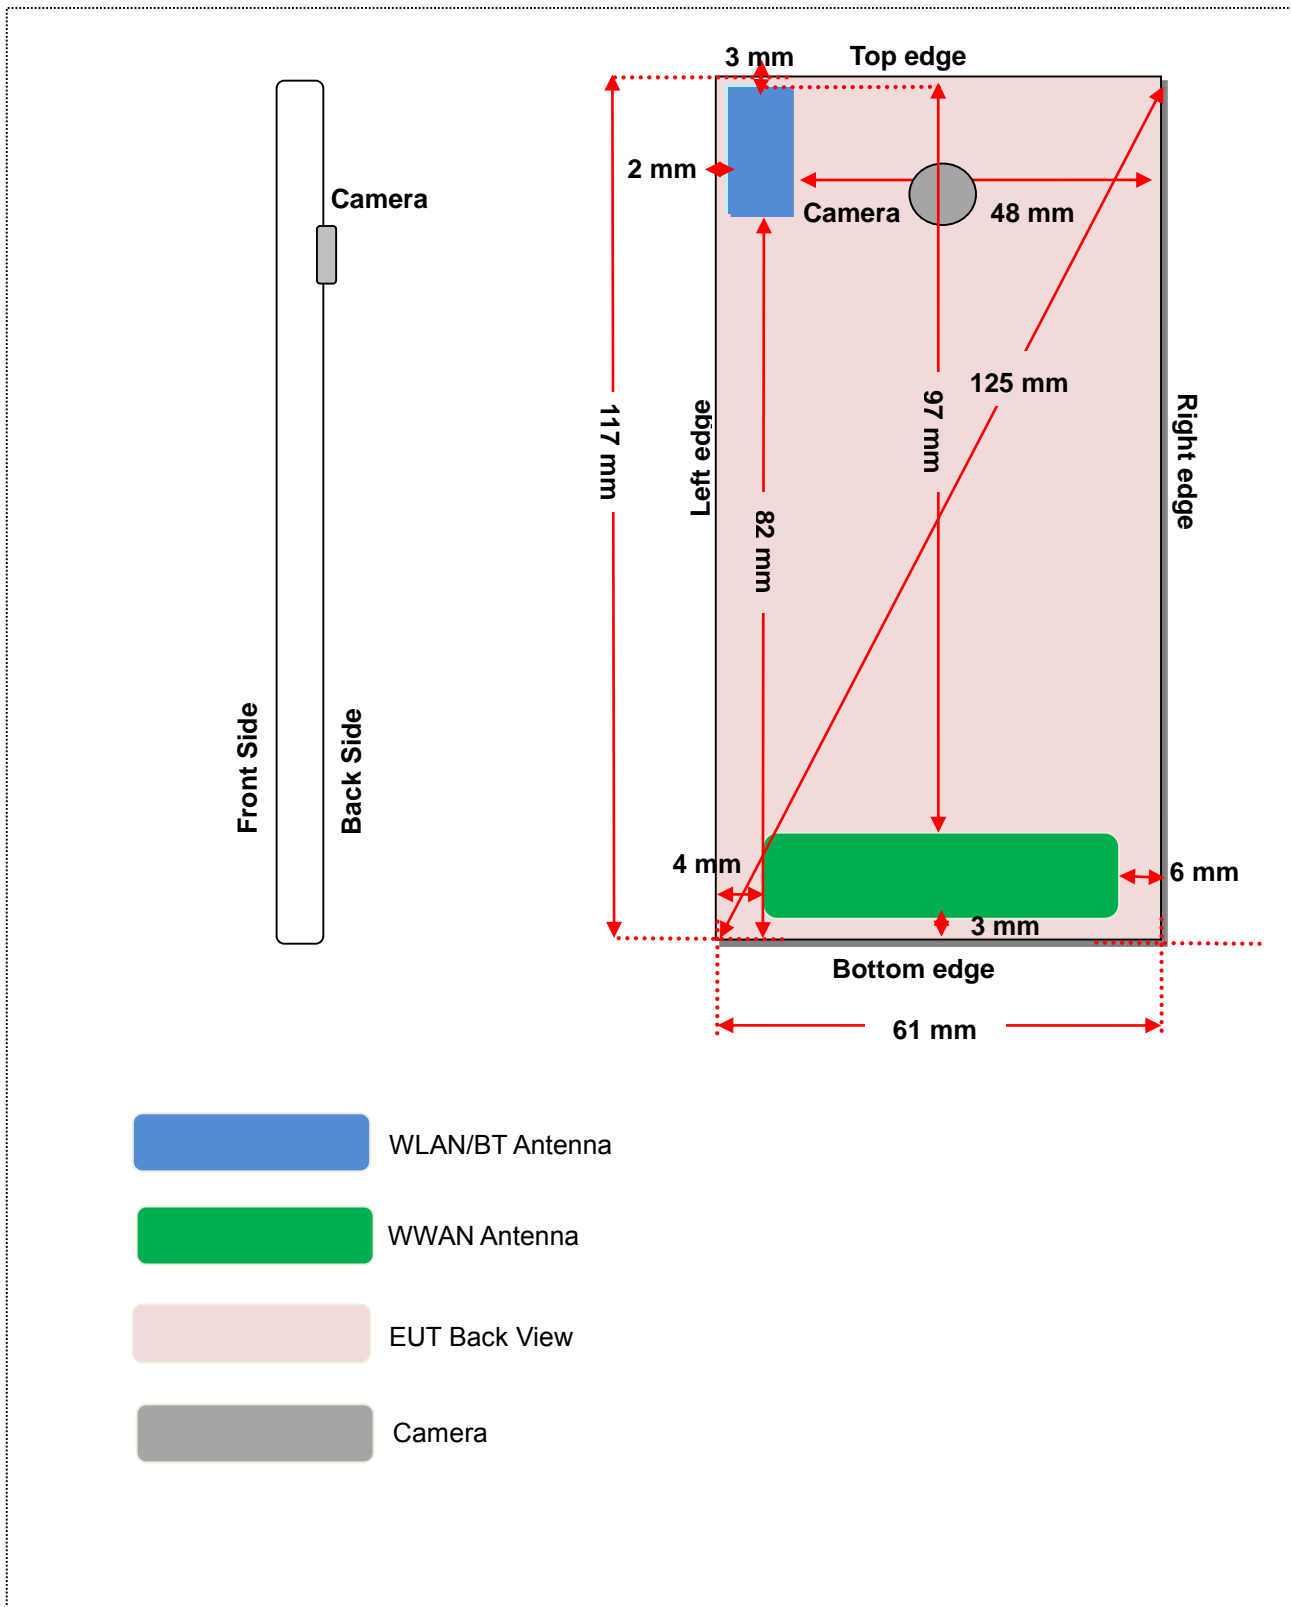 3 mm
Top edge
2 mm
Camera
Camera
48 mm
125 mm
97 mm
117 mm
Left edge
Right edge
82 mm
Front Side
Back Side
4 mm
6 mm
3 mm
Bottom edge
61 mm
WLAN/BT Antenna
WWAN Antenna
EUT Back View
Camera